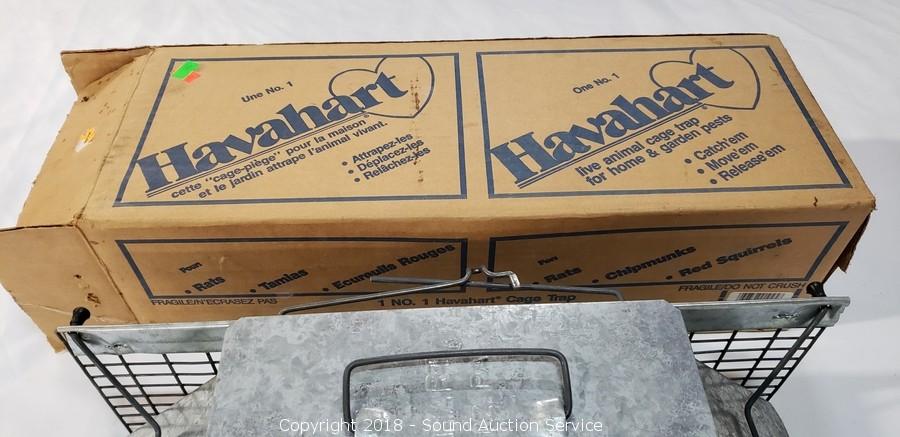 Une No. 1
Havahart
cette "cage-piège" pour la maison
et le jardin attrape l'animal vivant.
• Attrapez-les
• Déplacez-les
• Relâchez-les
One No. 1
Havahart®
live animal cage trap
for home & garden pests
• Catch'em
• Move'em
• Release'em
Pour:
• Rats
• Tamias
• Ecureuils Rouges
For:
• Rats
• Chipmunks
• Red Squirrels
FRAGILE/N'ECRASEZ PAS
1 NO. 1 Havahart® Cage Trap
FRAGILE/DO NOT CRUSH
Copyright 2018 - Sound Auction Service